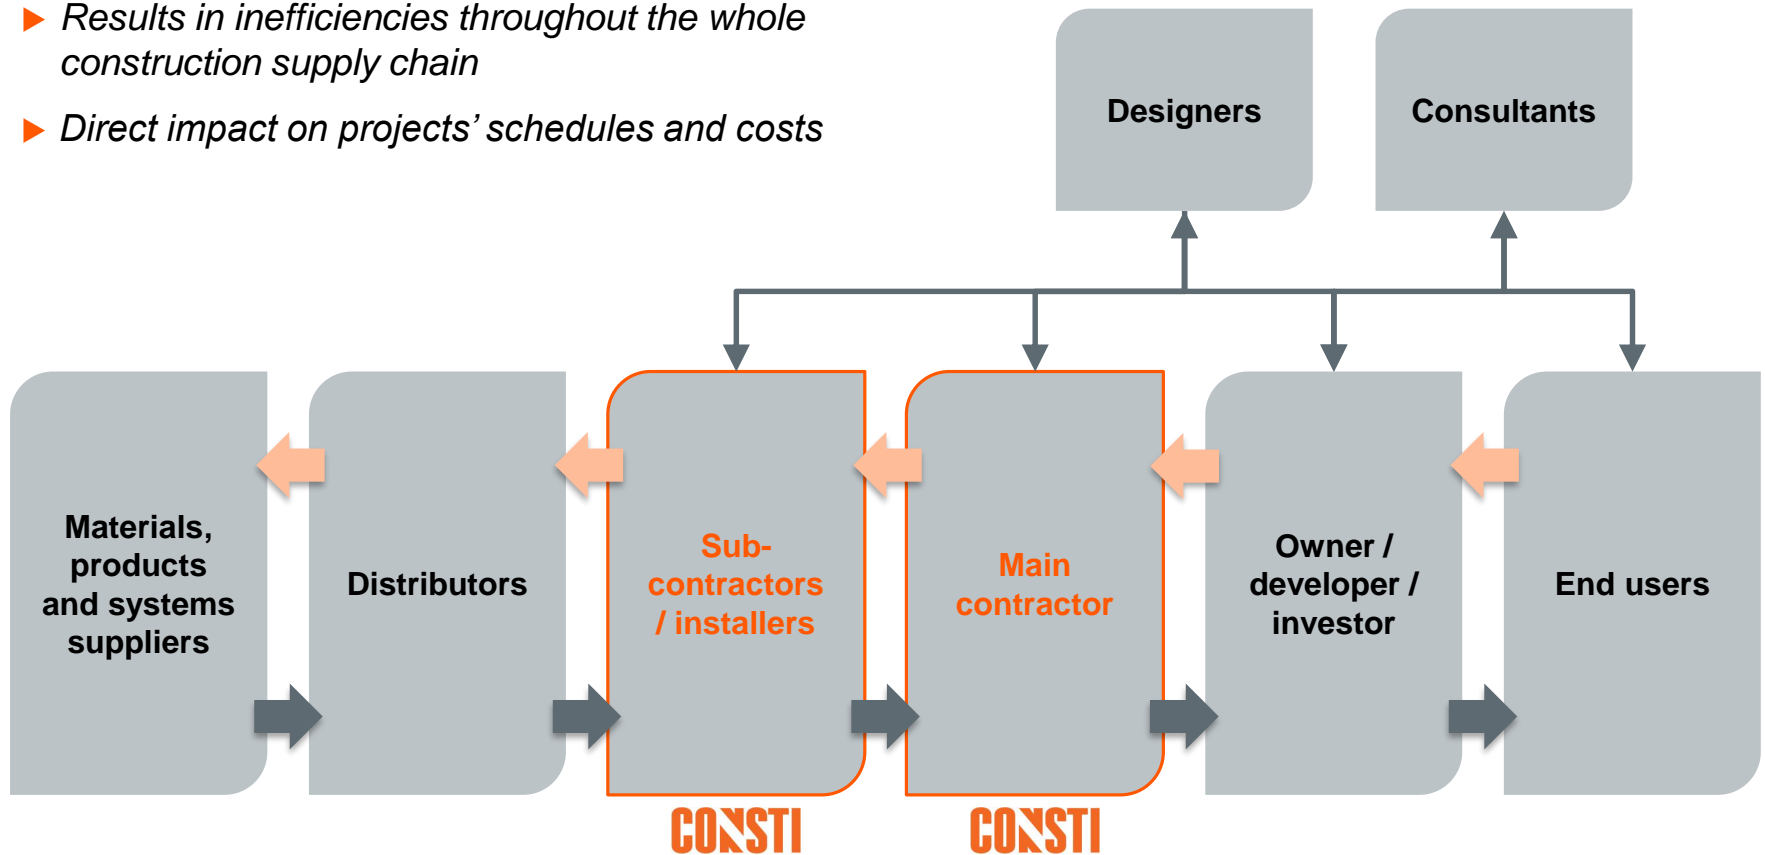 Results in inefficiencies throughout the whole
construction supply chain
Direct impact on projects’ schedules and costs
Designers
Consultants
Materials,
products
and systems
suppliers
Distributors
Sub-
contractors
/ installers
Main
contractor
Owner /
developer /
investor
End users
CONSTI
CONSTI